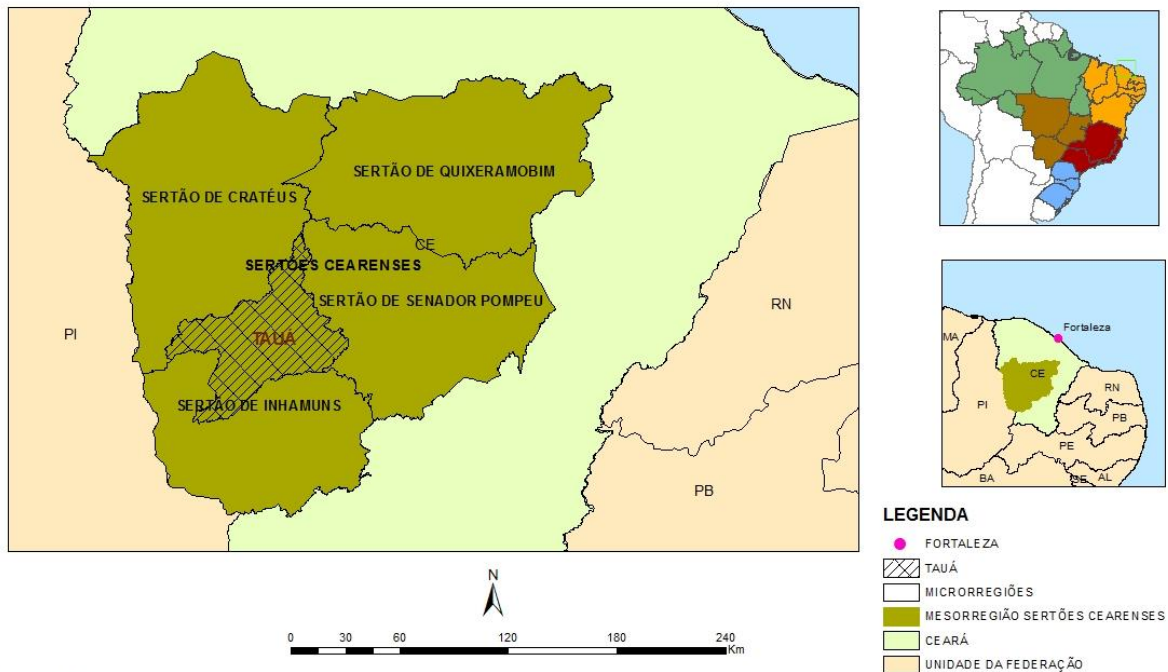 SERTÃO DE QUIXERAMOBIM
SERTÃO DE CRATÉUS
CE
SERTÕES CEARENSES
SERTÃO DE SENADOR POMPEU
RN
PI
TAUÁ
SERTÃO DE INHAMUNS
PB
N
0 30 60 120 180 240
Km
Fortaleza
MA
CE
RN
PI
PB
PE
BA
AL
LEGENDA
FORTALEZA
TAUÁ
MICRORREGIÕES
MESORREGIÃO SERTÕES CEARENSES
CEARÁ
UNIDADE DA FEDERAÇÃO